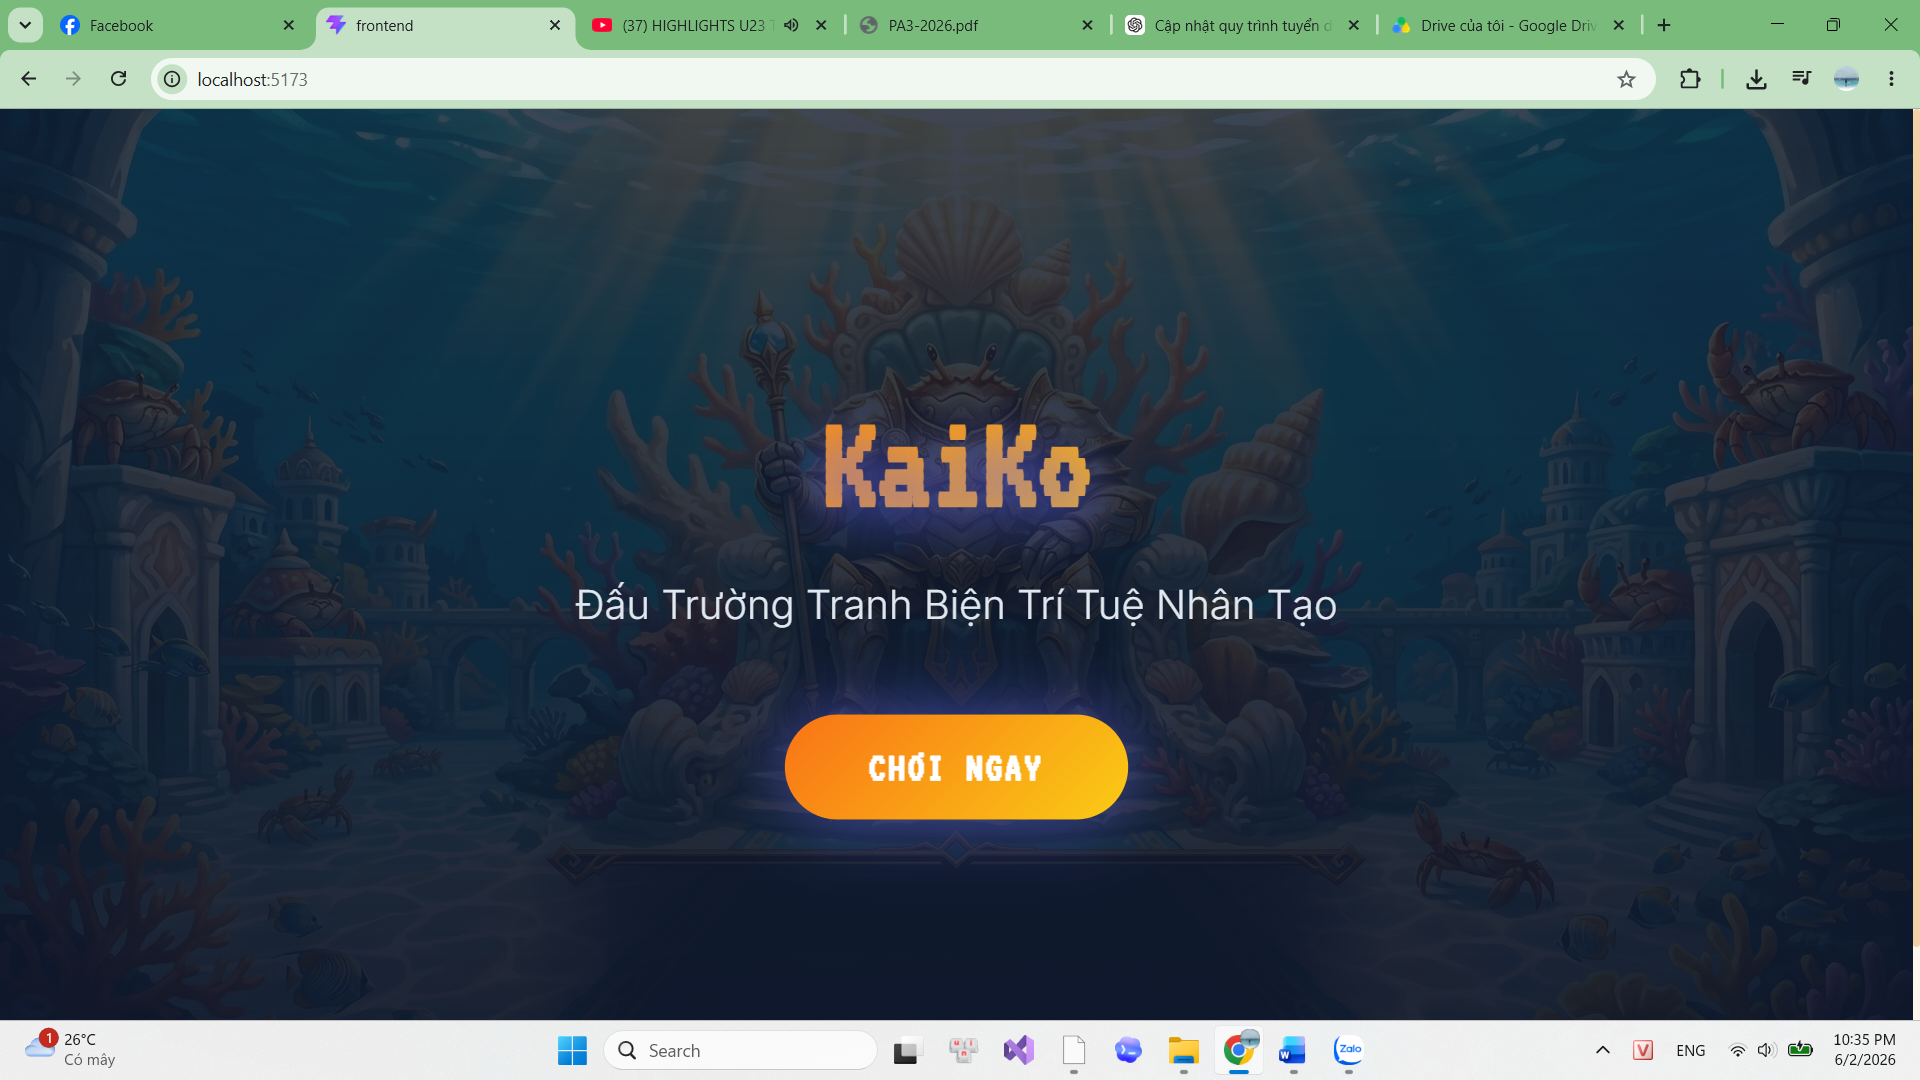 Facebook
frontend
(37) HIGHLIGHTS U23
PA3-2026.pdf
Cập nhật quy trình tuyển d
Drive của tôi - Google Driv
localhost:5173
KaiKo
Đấu Trường Tranh Biện Trí Tuệ Nhân Tạo
CHƠI NGAY
1
26°C
Có mây
Search
W
Zalo
V
ENG
10:35 PM
6/2/2026